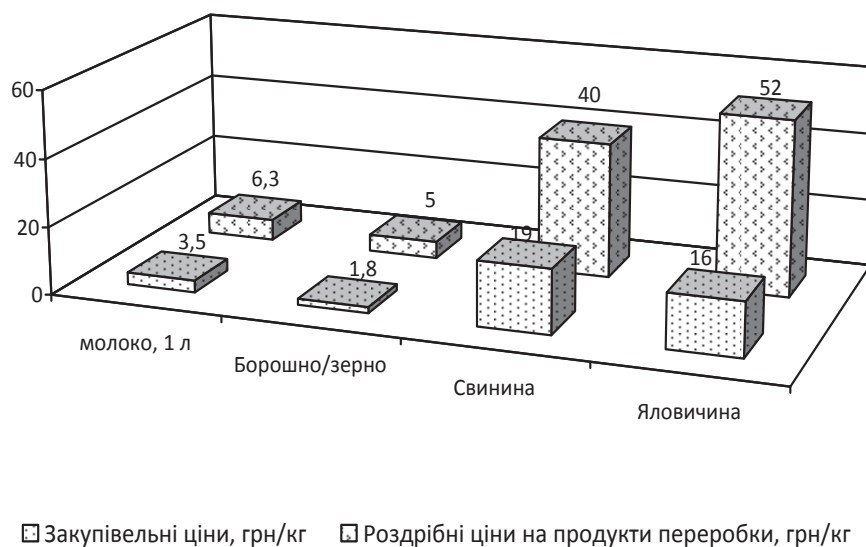 60
40
20
0
52
40
6,3
5
3,5
1,8
19
16
молоко, 1 л
Борошно/зерно
Свинина
Яловичина
Закупівельні ціни, грн/кг
Роздрібні ціни на продукти переробки, грн/кг